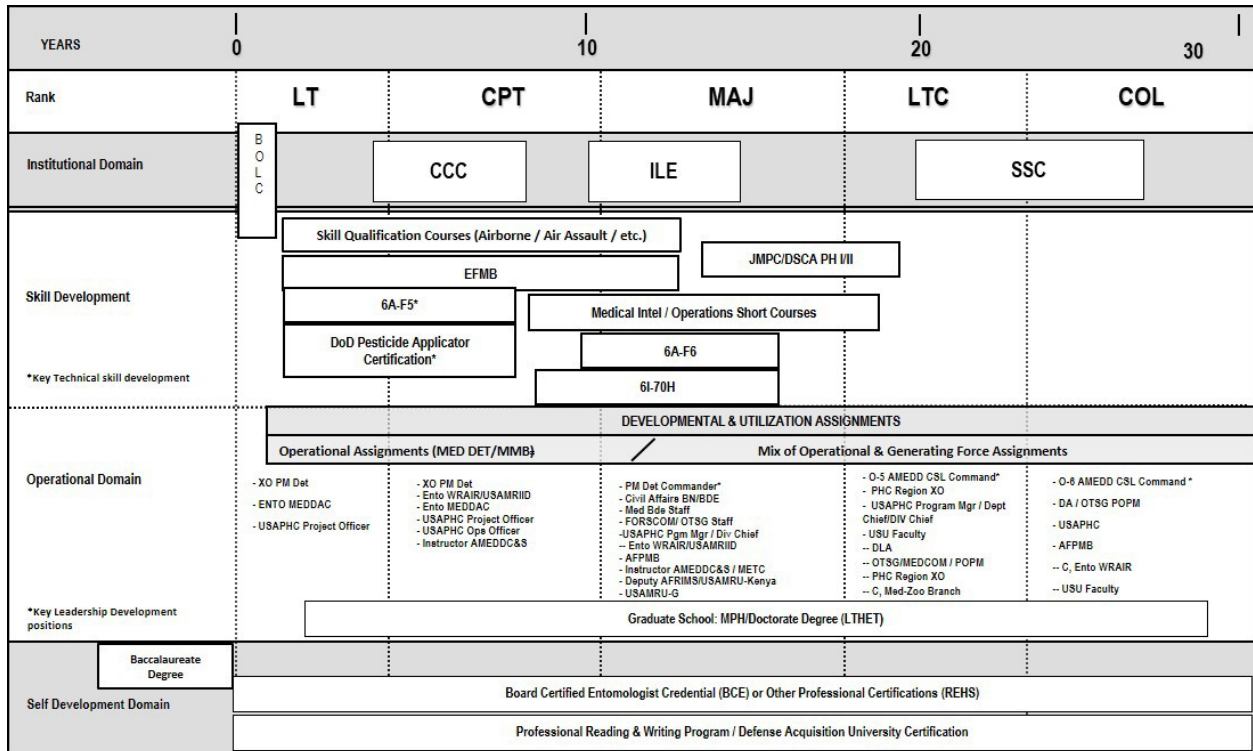 YEARS
0
10
20
30
Rank
LT
CPT
MAJ
LTC
COL
Institutional Domain
B
O
L
C
CCC
ILE
SSC
Skill Development
*Key Technical skill development
Skill Qualification Courses (Airborne / Air Assault / etc.)
JMPC/DSCA PH I/II
EFMB
6A-F5*
Medical Intel / Operations Short Courses
DoD Pesticide Applicator
Certification*
6A-F6
6I-70H
DEVELOPMENTAL & UTILIZATION ASSIGNMENTS
Operational Assignments (MED DET/MMB)
Mix of Operational & Generating Force Assignments
Operational Domain
*Key Leadership Development
positions
- XO PM Det
- ENTO MEDDAC
- USAPHC Project Officer
- XO PM Det
- Ento WRAIR/USAMRIID
- Ento MEDDAC
- USAPHC Project Officer
- USAPHC Ops Officer
- Instructor AMEDDC&S
- PM Det Commander*
- Civil Affairs BN/BDE
- Med Bde Staff
- FORSCOM/ OTSG Staff
-USAPHC Pgm Mgr / Div Chief
-- Ento WRAIR/USAMRIID
- AFPMB
- Instructor AMEDDC&S / METC
- Deputy AFRIMS/USAMRU-Kenya
- USAMRU-G
- O-5 AMEDD CSL Command*
- PHC Region XO
- USAPHC Program Mgr / Dept
Chief/DIV Chief
- USU Faculty
-- DLA
-- OTSG/MEDCOM / POPM
-- PHC Region XO
-- C, Med-Zoo Branch
- O-6 AMEDD CSL Command *
- DA / OTSG POPM
- USAPHC
- AFPMB
-- C, Ento WRAIR
-- USU Faculty
Graduate School: MPH/Doctorate Degree (LTHET)
Self Development Domain
Baccalaureate
Degree
Board Certified Entomologist Credential (BCE) or Other Professional Certifications (REHS)
Professional Reading & Writing Program / Defense Acquisition University Certification